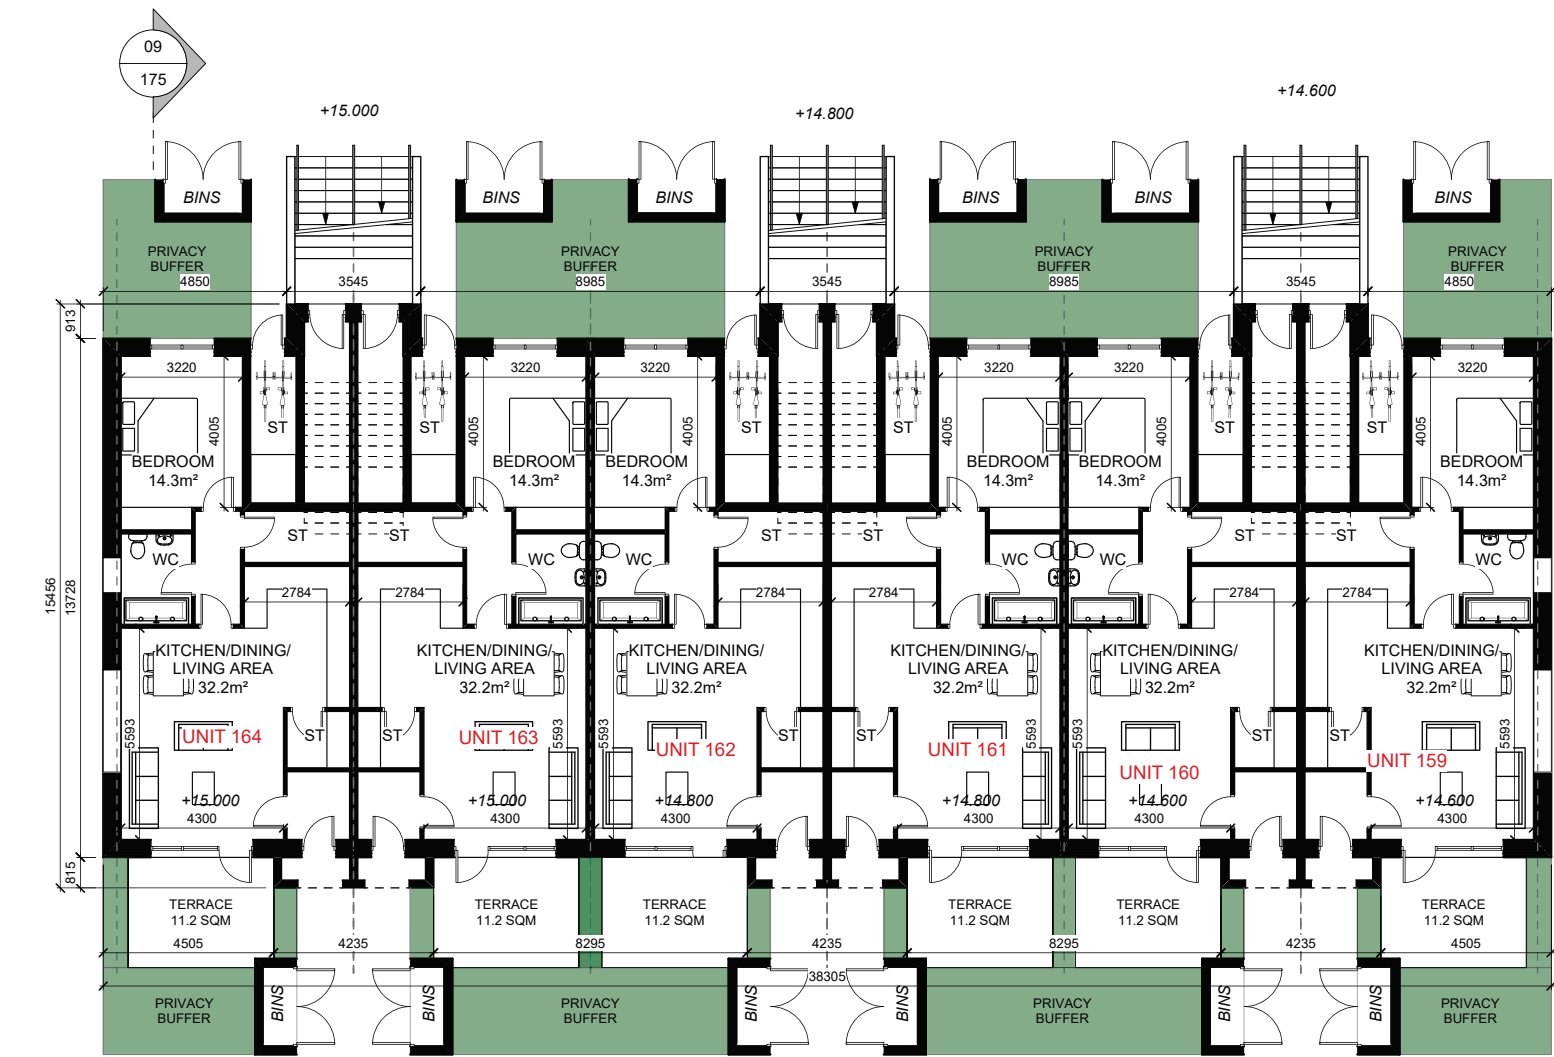 09
175
+15.000
+14.800
+14.600
BINS
BINS
BINS
BINS
BINS
BINS
PRIVACY
BUFFER
4850
3545
PRIVACY
BUFFER
8985
3545
PRIVACY
BUFFER
8985
3545
PRIVACY
BUFFER
4850
913
15456
13728
815
3220
3220
3220
3220
3220
3220
4005
4005
4005
4005
4005
4005
ST
ST
ST
ST
ST
ST
BEDROOM
14.3m²
BEDROOM
14.3m²
BEDROOM
14.3m²
BEDROOM
14.3m²
BEDROOM
14.3m²
BEDROOM
14.3m²
ST
ST
ST
ST
ST
ST
WC
WC
WC
WC
WC
WC
2784
2784
2784
2784
2784
2784
KITCHEN/DINING/
LIVING AREA
32.2m²
KITCHEN/DINING/
LIVING AREA
32.2m²
KITCHEN/DINING/
LIVING AREA
32.2m²
KITCHEN/DINING/
LIVING AREA
32.2m²
KITCHEN/DINING/
LIVING AREA
32.2m²
KITCHEN/DINING/
LIVING AREA
32.2m²
5593
5593
5593
5593
5593
5593
ST
ST
ST
ST
ST
ST
UNIT 164
UNIT 163
UNIT 162
UNIT 161
UNIT 160
UNIT 159
+15.000
+15.000
+14.800
+14.800
+14.600
+14.600
4300
4300
4300
4300
4300
4300
TERRACE
11.2 SQM
TERRACE
11.2 SQM
TERRACE
11.2 SQM
TERRACE
11.2 SQM
TERRACE
11.2 SQM
TERRACE
11.2 SQM
4505
4235
8295
4235
8295
4235
4505
38305
PRIVACY
BUFFER
BINS
BINS
PRIVACY
BUFFER
BINS
BINS
PRIVACY
BUFFER
BINS
BINS
PRIVACY
BUFFER